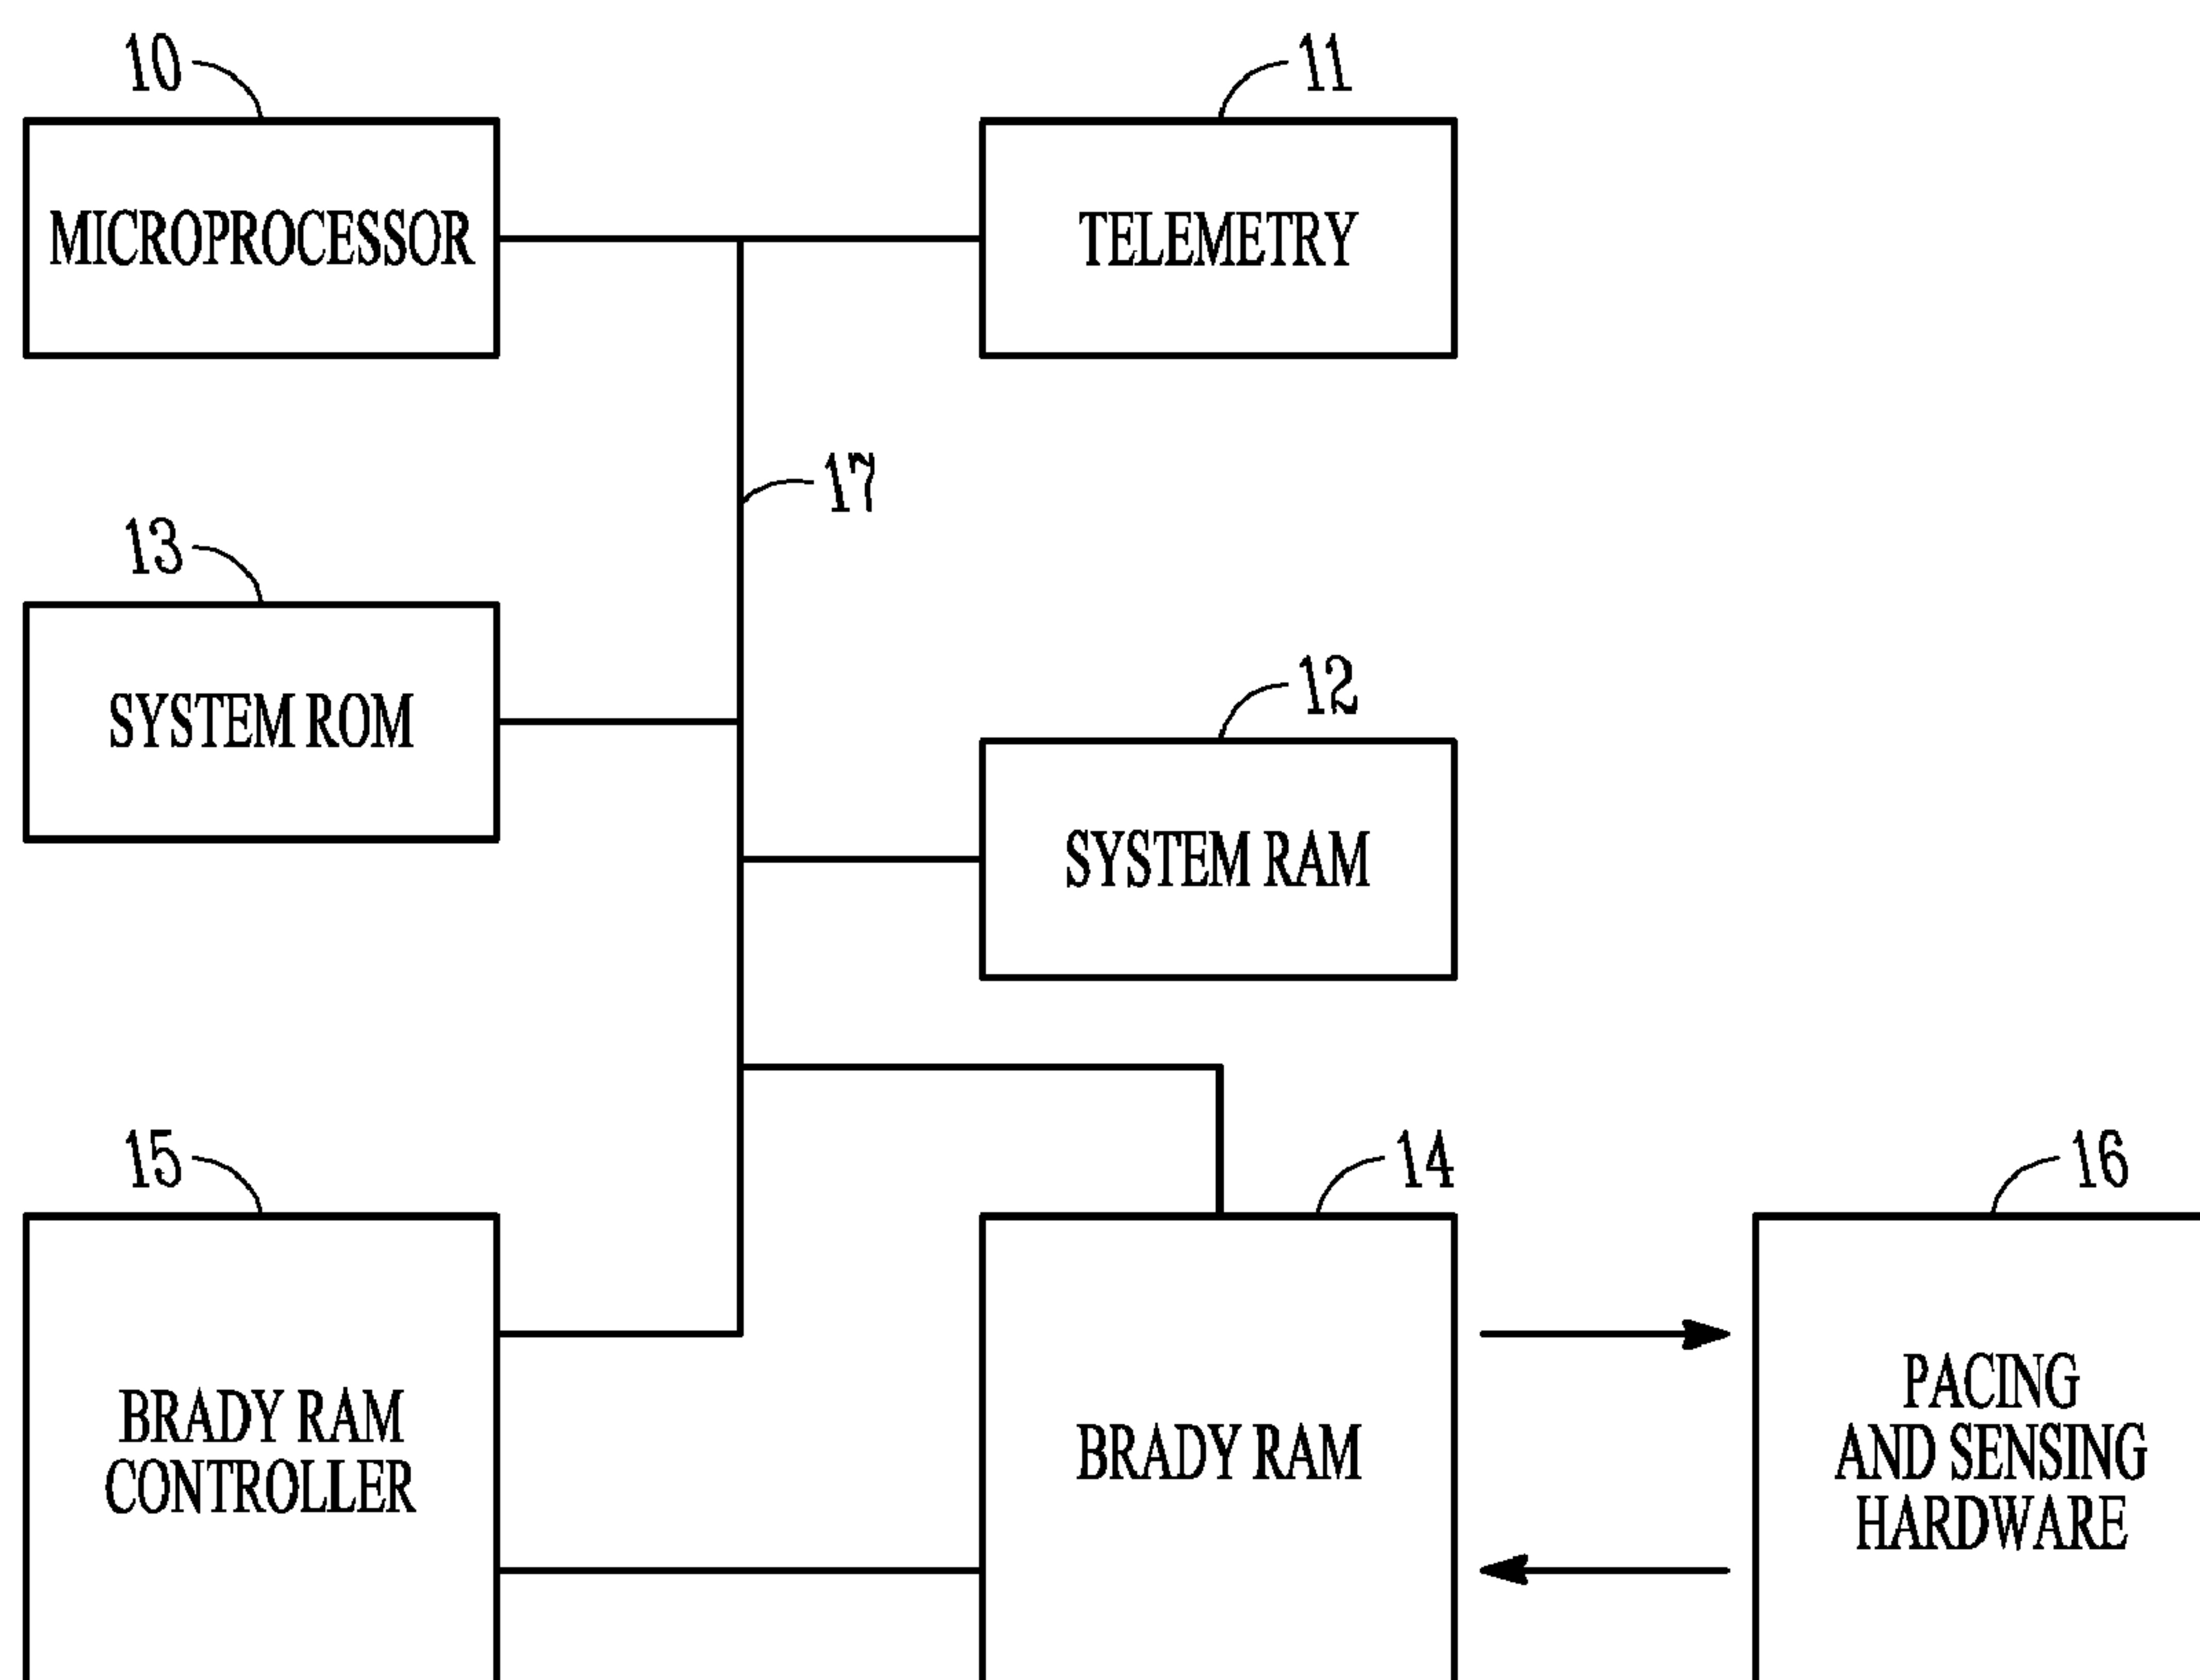 10
11
MICROPROCESSOR
TELEMETRY
17
13
SYSTEM ROM
12
SYSTEM RAM
15
14
16
BRADY RAM
CONTROLLER
BRADY RAM
PACING
AND SENSING
HARDWARE